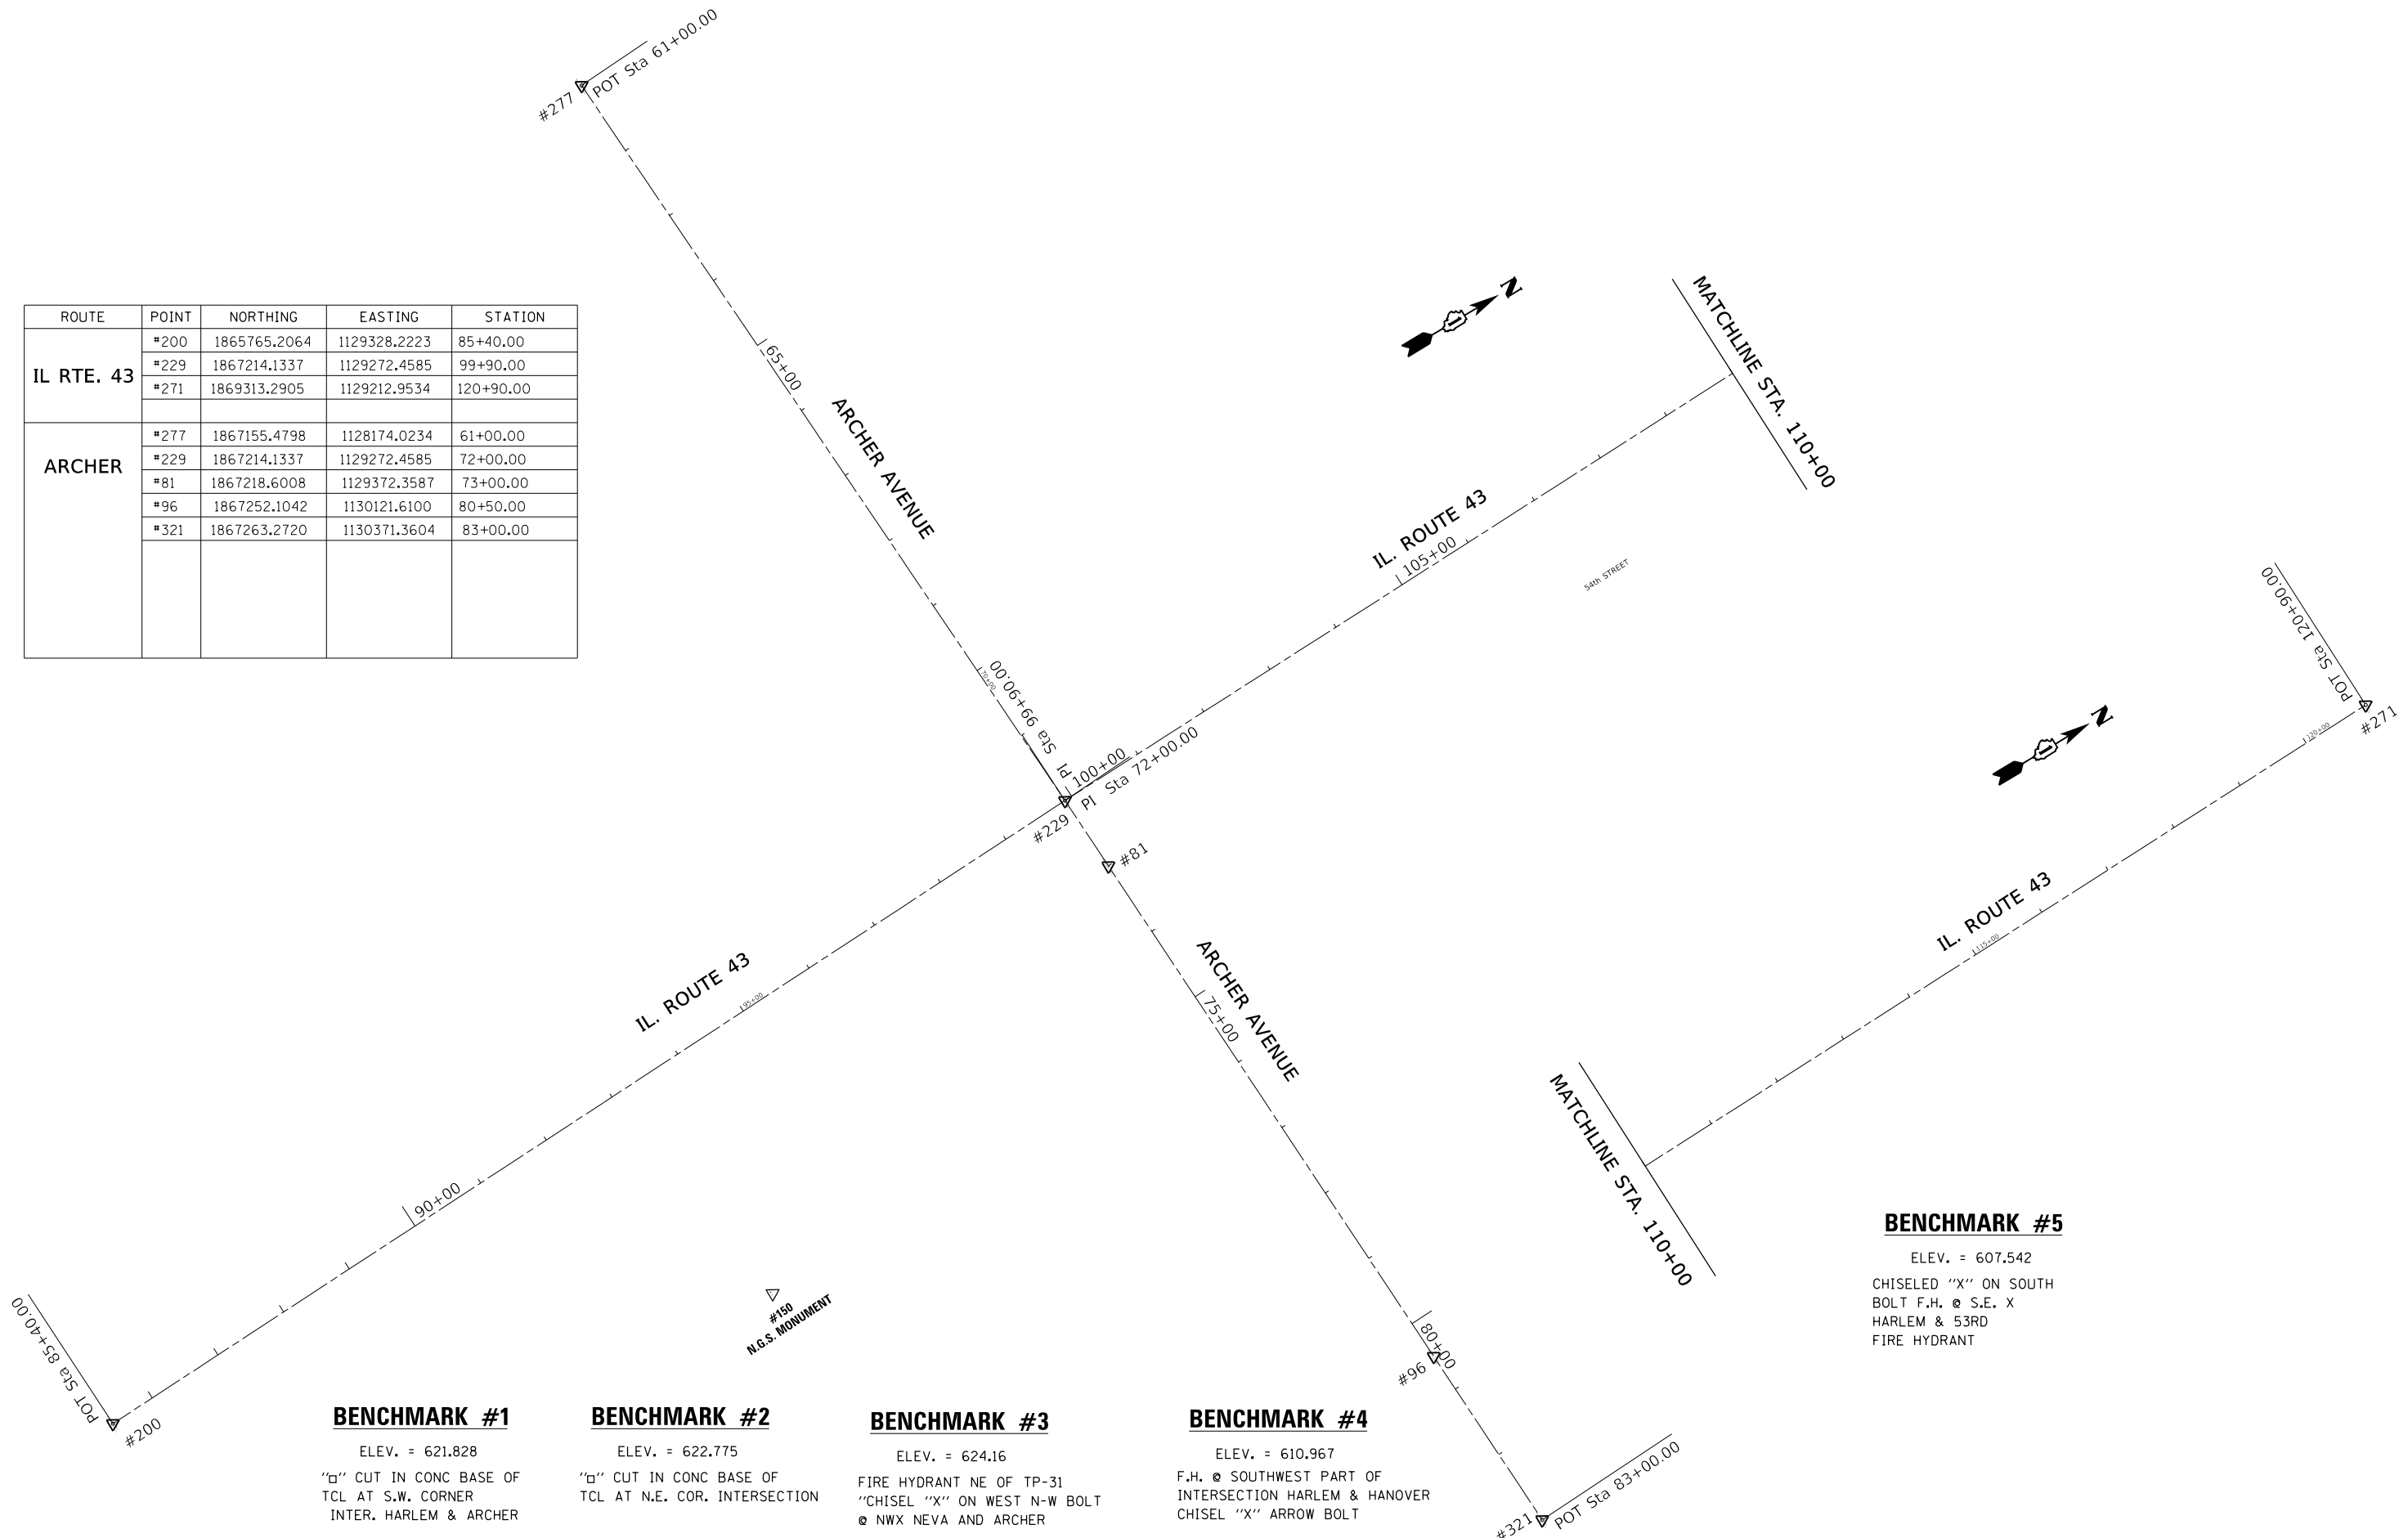 #277
POT Sta 61+00.00
65+00
ARCHER AVENUE
70+00
N
MATCHLINE STA. 110+00
IL. ROUTE 43
105+00
54th STREET
ROUTE POINT NORTHING EASTING STATION
IL RTE. 43
#200 1865765.2064 1129328.2223 85+40.00
#229 1867214.1337 1129272.4585 99+90.00
#271 1869313.2905 1129212.9534 120+90.00
ARCHER
#277 1867155.4798 1128174.0234 61+00.00
#229 1867214.1337 1129272.4585 72+00.00
#81 1867218.6008 1129372.3587 73+00.00
#96 1867252.1042 1130121.6100 80+50.00
#321 1867263.2720 1130371.3604 83+00.00
PI Sta 99+90.00
100+00
PI Sta 72+00.00
#229
#81
POT Sta 120+90.00
#271
120+00
N
IL. ROUTE 43
115+00
IL. ROUTE 43
95+00
ARCHER AVENUE
75+00
MATCHLINE STA. 110+00
90+00
POT Sta 85+40.00
#200
#150
N.G.S. MONUMENT
80+00
#96
#321
POT Sta 83+00.00
BENCHMARK #1
ELEV. = 621.828
"□" CUT IN CONC BASE OF
TCL AT S.W. CORNER
INTER. HARLEM & ARCHER
BENCHMARK #2
ELEV. = 622.775
"□" CUT IN CONC BASE OF
TCL AT N.E. COR. INTERSECTION
BENCHMARK #3
ELEV. = 624.16
FIRE HYDRANT NE OF TP-31
"CHISEL "X" ON WEST N-W BOLT
@ NWX NEVA AND ARCHER
BENCHMARK #4
ELEV. = 610.967
F.H. @ SOUTHWEST PART OF
INTERSECTION HARLEM & HANOVER
CHISEL "X" ARROW BOLT
BENCHMARK #5
ELEV. = 607.542
CHISELED "X" ON SOUTH
BOLT F.H. @ S.E. X
HARLEM & 53RD
FIRE HYDRANT